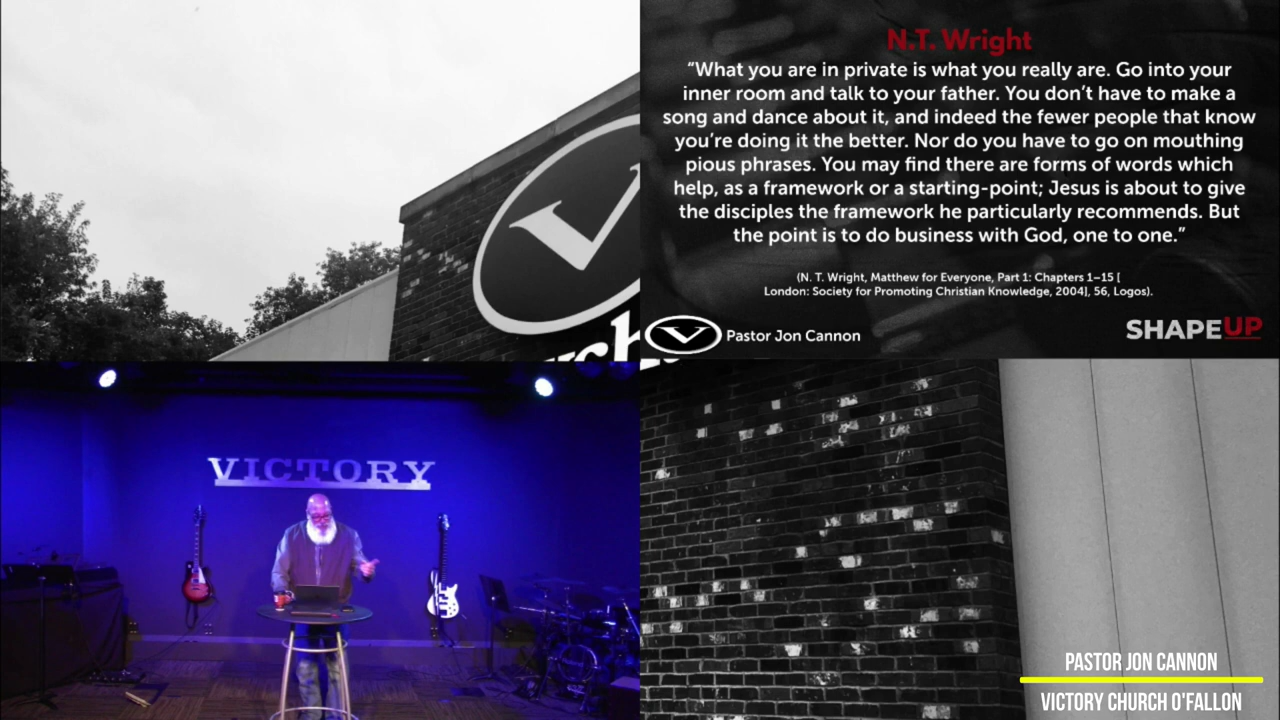 N.T. Wright
“What you are in private is what you really are. Go into your
inner room and talk to your father. You don’t have to make a
song and dance about it, and indeed the fewer people that know
you’re doing it the better. Nor do you have to go on mouthing
pious phrases. You may find there are forms of words which
help, as a framework or a starting-point; Jesus is about to give
the disciples the framework he particularly recommends. But
the point is to do business with God, one to one.”
(N. T. Wright, Matthew for Everyone, Part 1: Chapters 1–15 [
London: Society for Promoting Christian Knowledge, 2004], 56, Logos).
V Pastor Jon Cannon
SHAPEUP
V
VICTORY
PASTOR JON CANNON
VICTORY CHURCH O'FALLON